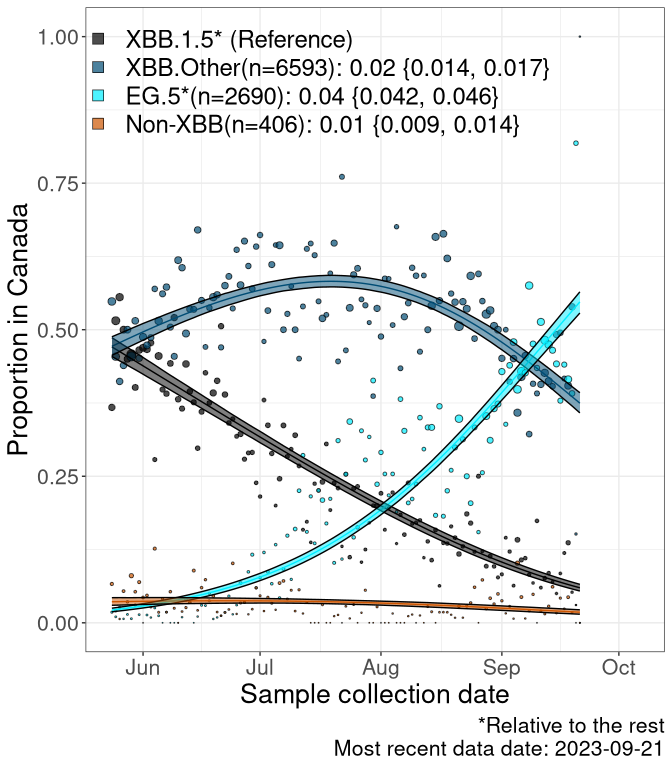 XBB.1.5* (Reference)
XBB.Other(n=6593): 0.02 {0.014, 0.017}
EG.5*(n=2690): 0.04 {0.042, 0.046}
Non-XBB(n=406): 0.01 {0.009, 0.014}
Proportion in Canada
1.00
0.75
0.50
0.25
0.00
Jun Jul Aug Sep Oct
Sample collection date
*Relative to the rest
Most recent data date: 2023-09-21